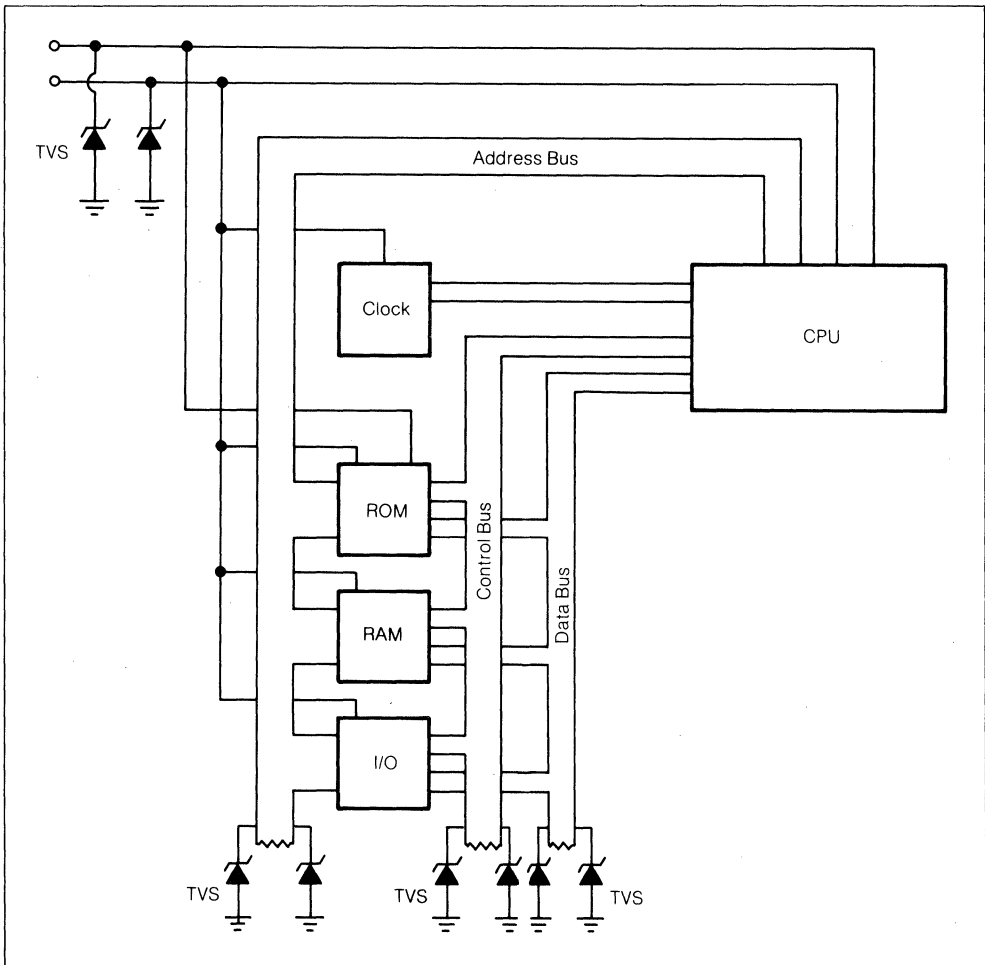 TVS
Address Bus
Clock
CPU
ROM
Control Bus
Data Bus
RAM
I/O
TVS
TVS
TVS